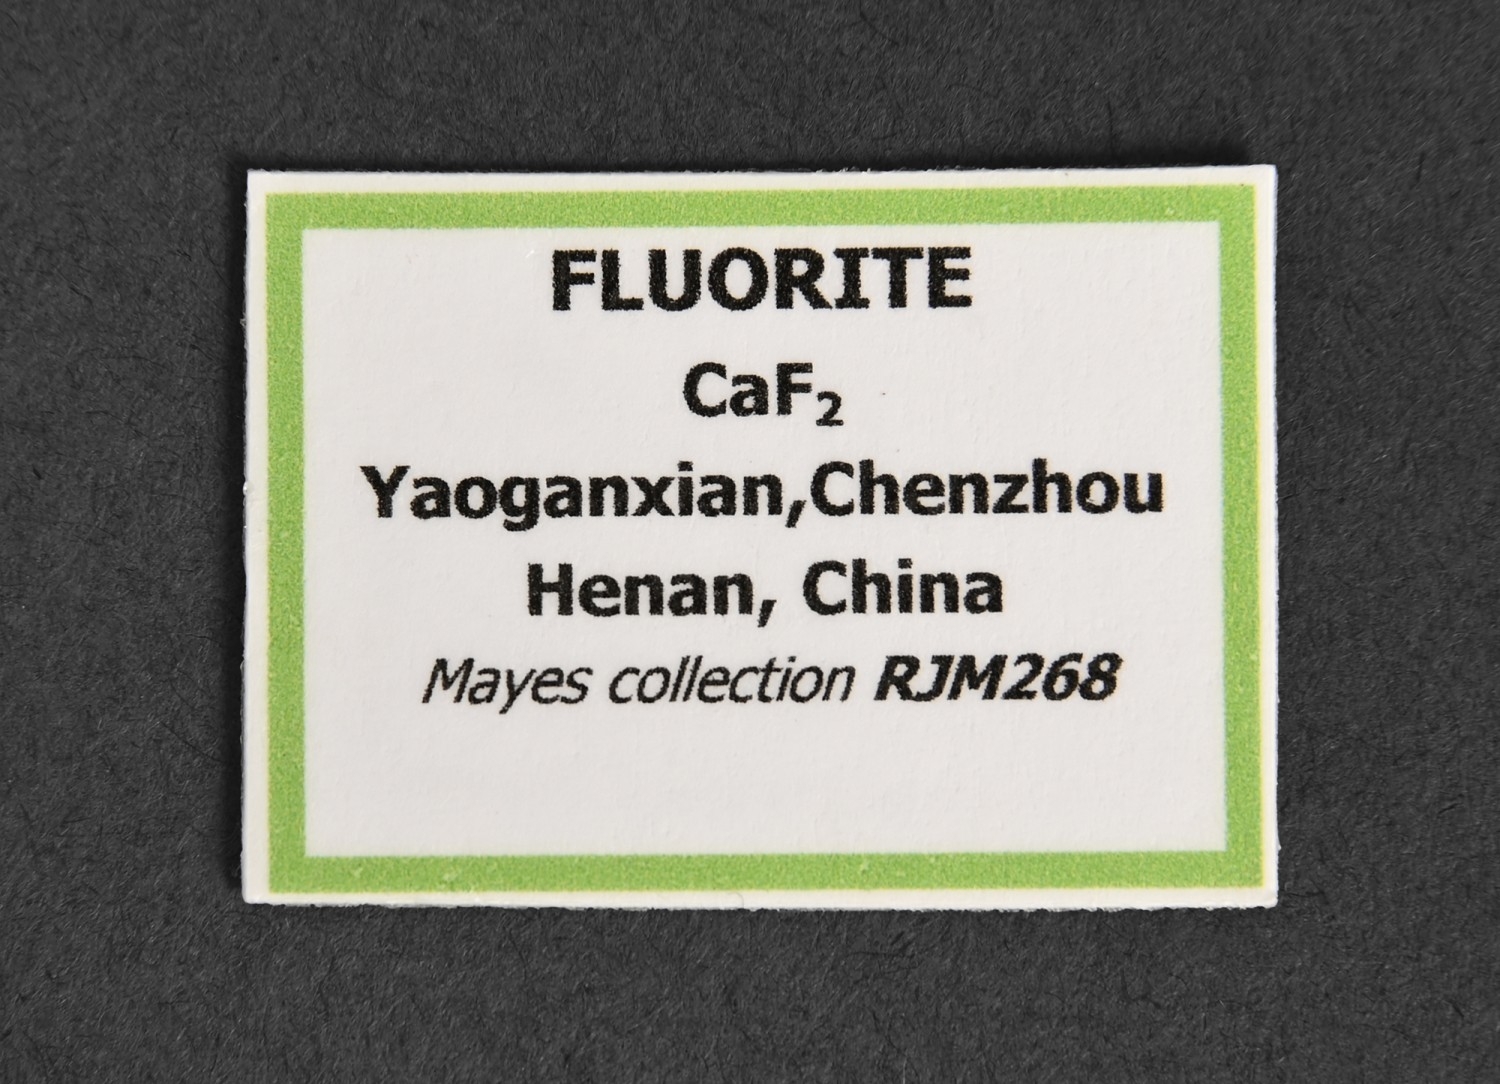 FLUORITE
CaF₂
Yaoganxian,Chenzhou
Henan, China
Mayes collection RJM268